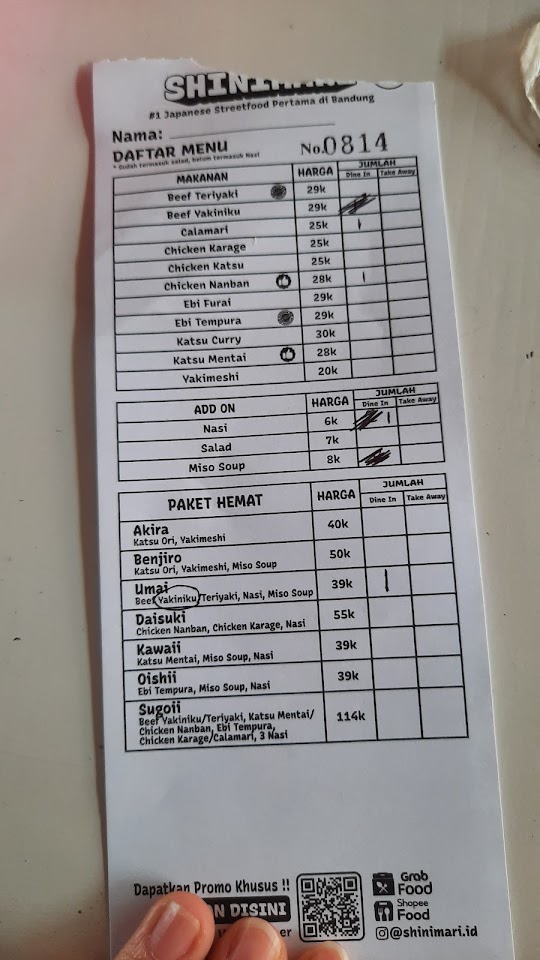 #1 Japanese Streetfood Pertama di Bandung
Nama:
DAFTAR MENU No.0814
* Sudah termasuk salad, belum termasuk Nasi
MAKANAN HARGA JUMLAH
Dine In Take Away
Beef Teriyaki 29k
Beef Yakiniku 29k
Calamari 25k 1
Chicken Karage 25k
Chicken Katsu 25k
Chicken Nanban 28k 1
Ebi Furai 29k
Ebi Tempura 29k
Katsu Curry 30k
Katsu Mentai 28k
Yakimeshi 20k
ADD ON HARGA JUMLAH
Dine In Take Away
Nasi 6k 1
Salad 7k
Miso Soup 8k
PAKET HEMAT HARGA JUMLAH
Dine In Take Away
Akira 40k
Katsu Ori, Yakimeshi
Benjiro 50k
Katsu Ori, Yakimeshi, Miso Soup
Umai 39k 1
Beef Yakiniku/Teriyaki, Nasi, Miso Soup
Daisuki 55k
Chicken Nanban, Chicken Karage, Nasi
Kawaii 39k
Katsu Mentai, Miso Soup, Nasi
Oishii 39k
Ebi Tempura, Miso Soup, Nasi
Sugoii 114k
Beef Yakiniku/Teriyaki, Katsu Mentai/
Chicken Nanban, Ebi Tempura,
Chicken Karage/Calamari, 3 Nasi
Dapatkan Promo Khusus !!
DISINI
Grab
Food
Shopee
Food
@shinimari.id